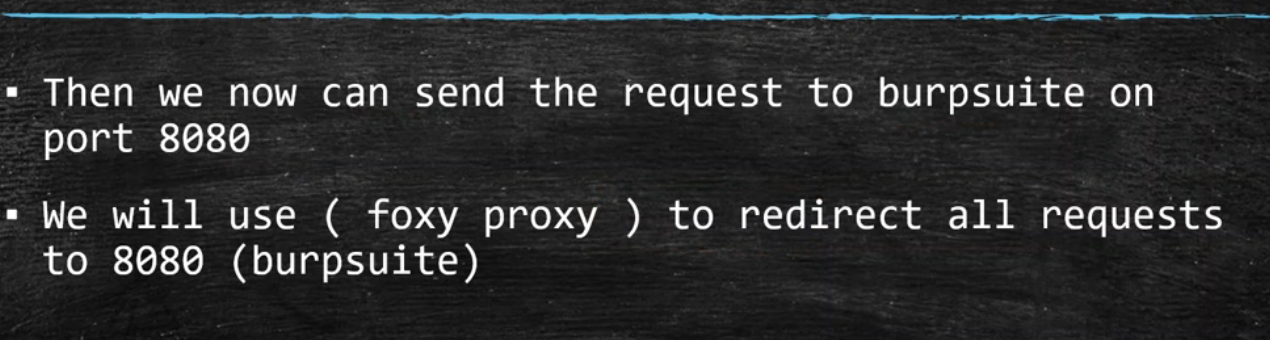 ▪ Then we now can send the request to burpsuite on
port 8080
▪ We will use ( foxy proxy ) to redirect all requests
to 8080 (burpsuite)